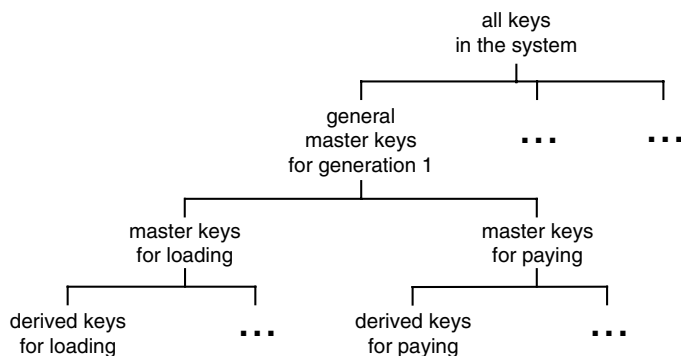 all keys
in the system
general
master keys
for generation 1
...
...
master keys
for loading
master keys
for paying
derived keys
for loading
...
derived keys
for paying
...